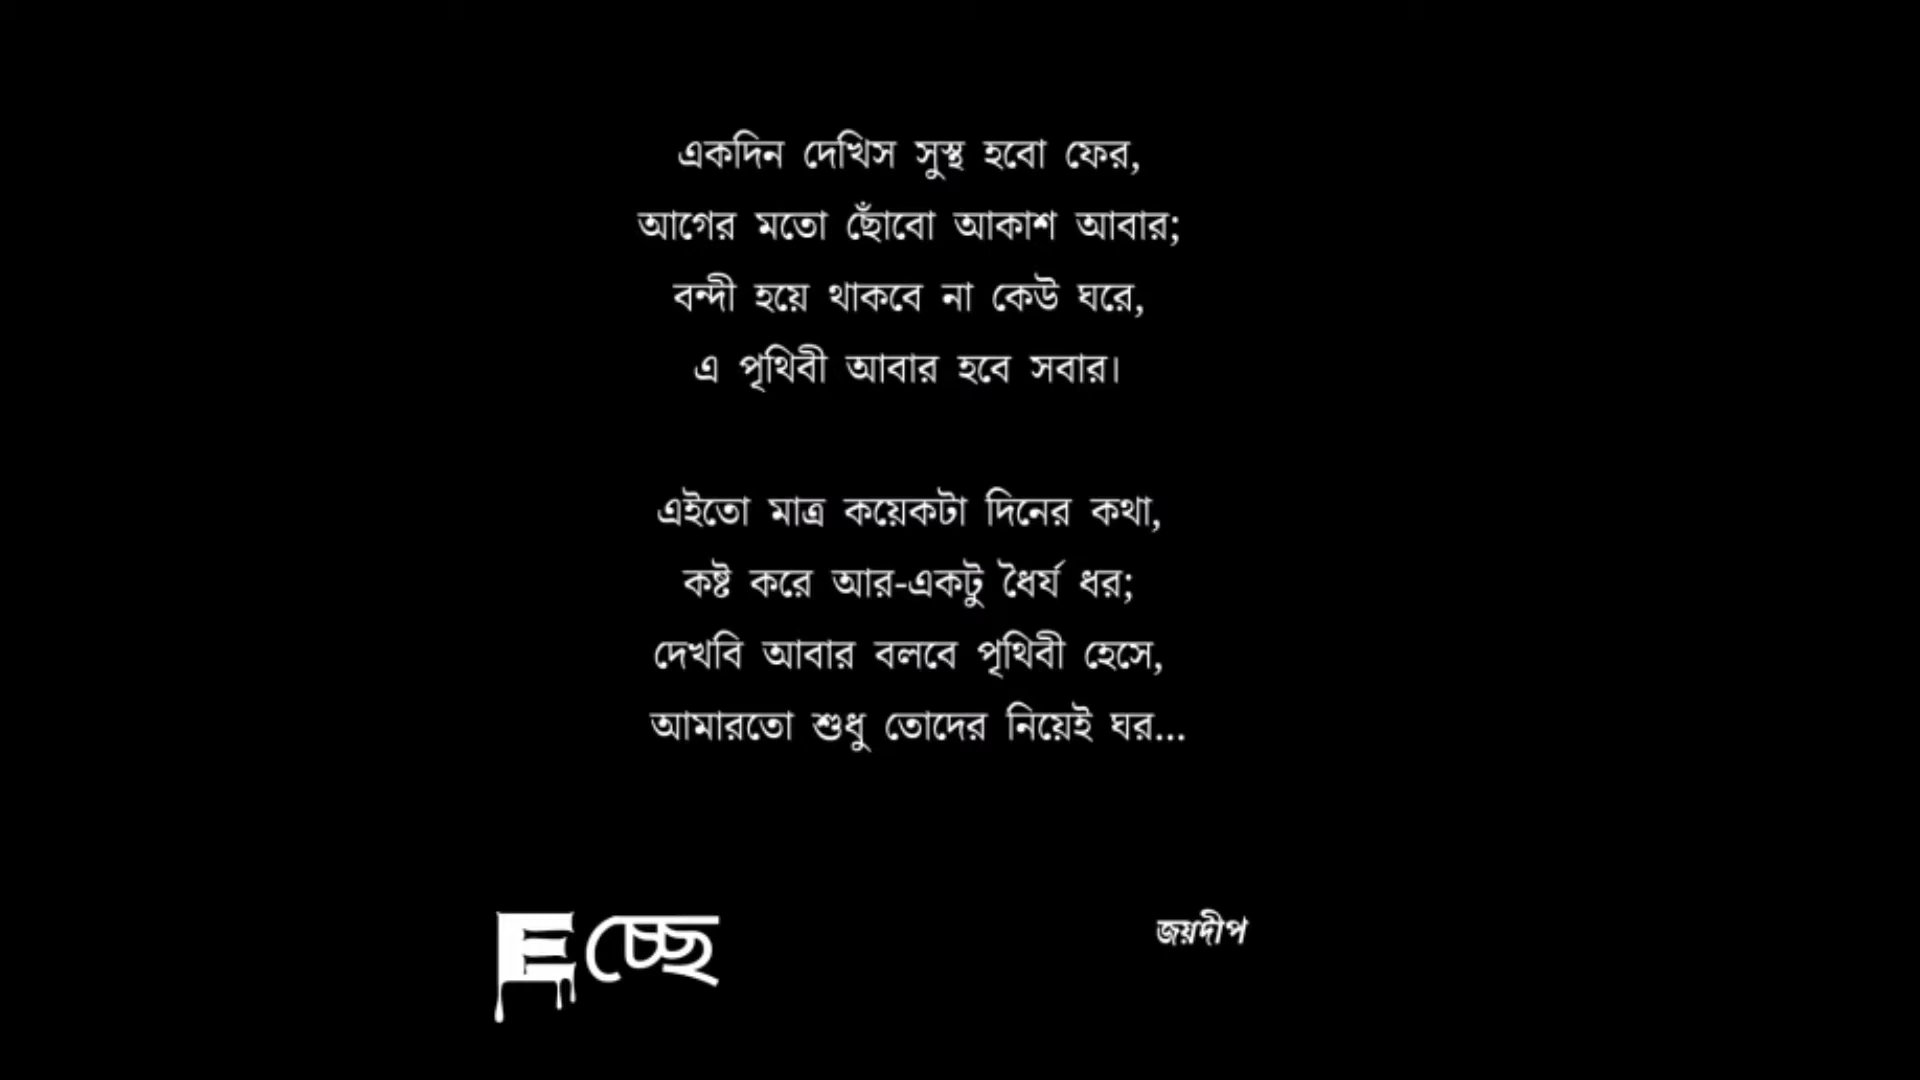 একদিন দেখিস সুস্থ হবো ফের,
আগের মতো ছোঁবো আকাশ আবার;
বন্দী হয়ে থাকবে না কেউ ঘরে,
এ পৃথিবী আবার হবে সবার।
এইতো মাত্র কয়েকটা দিনের কথা,
কষ্ট করে আর-একটু ধৈর্য ধর;
দেখবি আবার বলবে পৃথিবী হেসে,
আমারতো শুধু তোদের নিয়েই ঘর...
Eচ্ছে
জয়দীপ